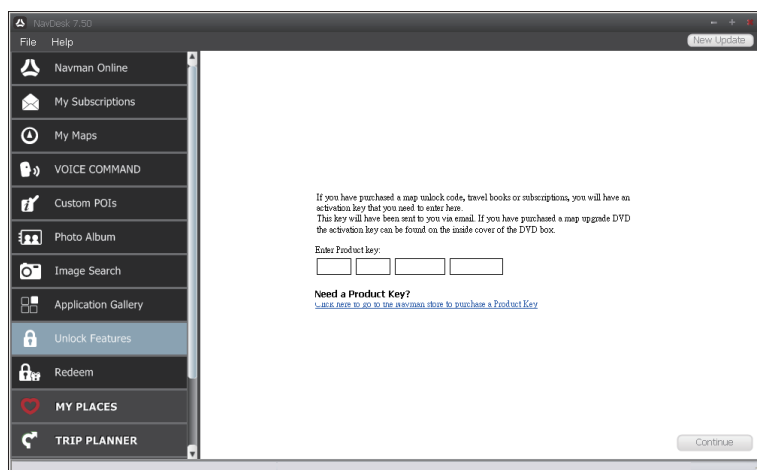 NavDesk 7.50
File Help
New Update
Navman Online
My Subscriptions
My Maps
VOICE COMMAND
Custom POIs
Photo Album
Image Search
Application Gallery
Unlock Features
Redeem
MY PLACES
TRIP PLANNER
If you have purchased a map unlock code, travel books or subscriptions, you will have an
activation key that you need to enter here.
This key will have been sent to you via email. If you have purchased a map upgrade DVD
the activation key can be found on the inside cover of the DVD box.
Enter Product key:
Need a Product Key?
Click here to go to the Navman store to purchase a Product Key
Continue